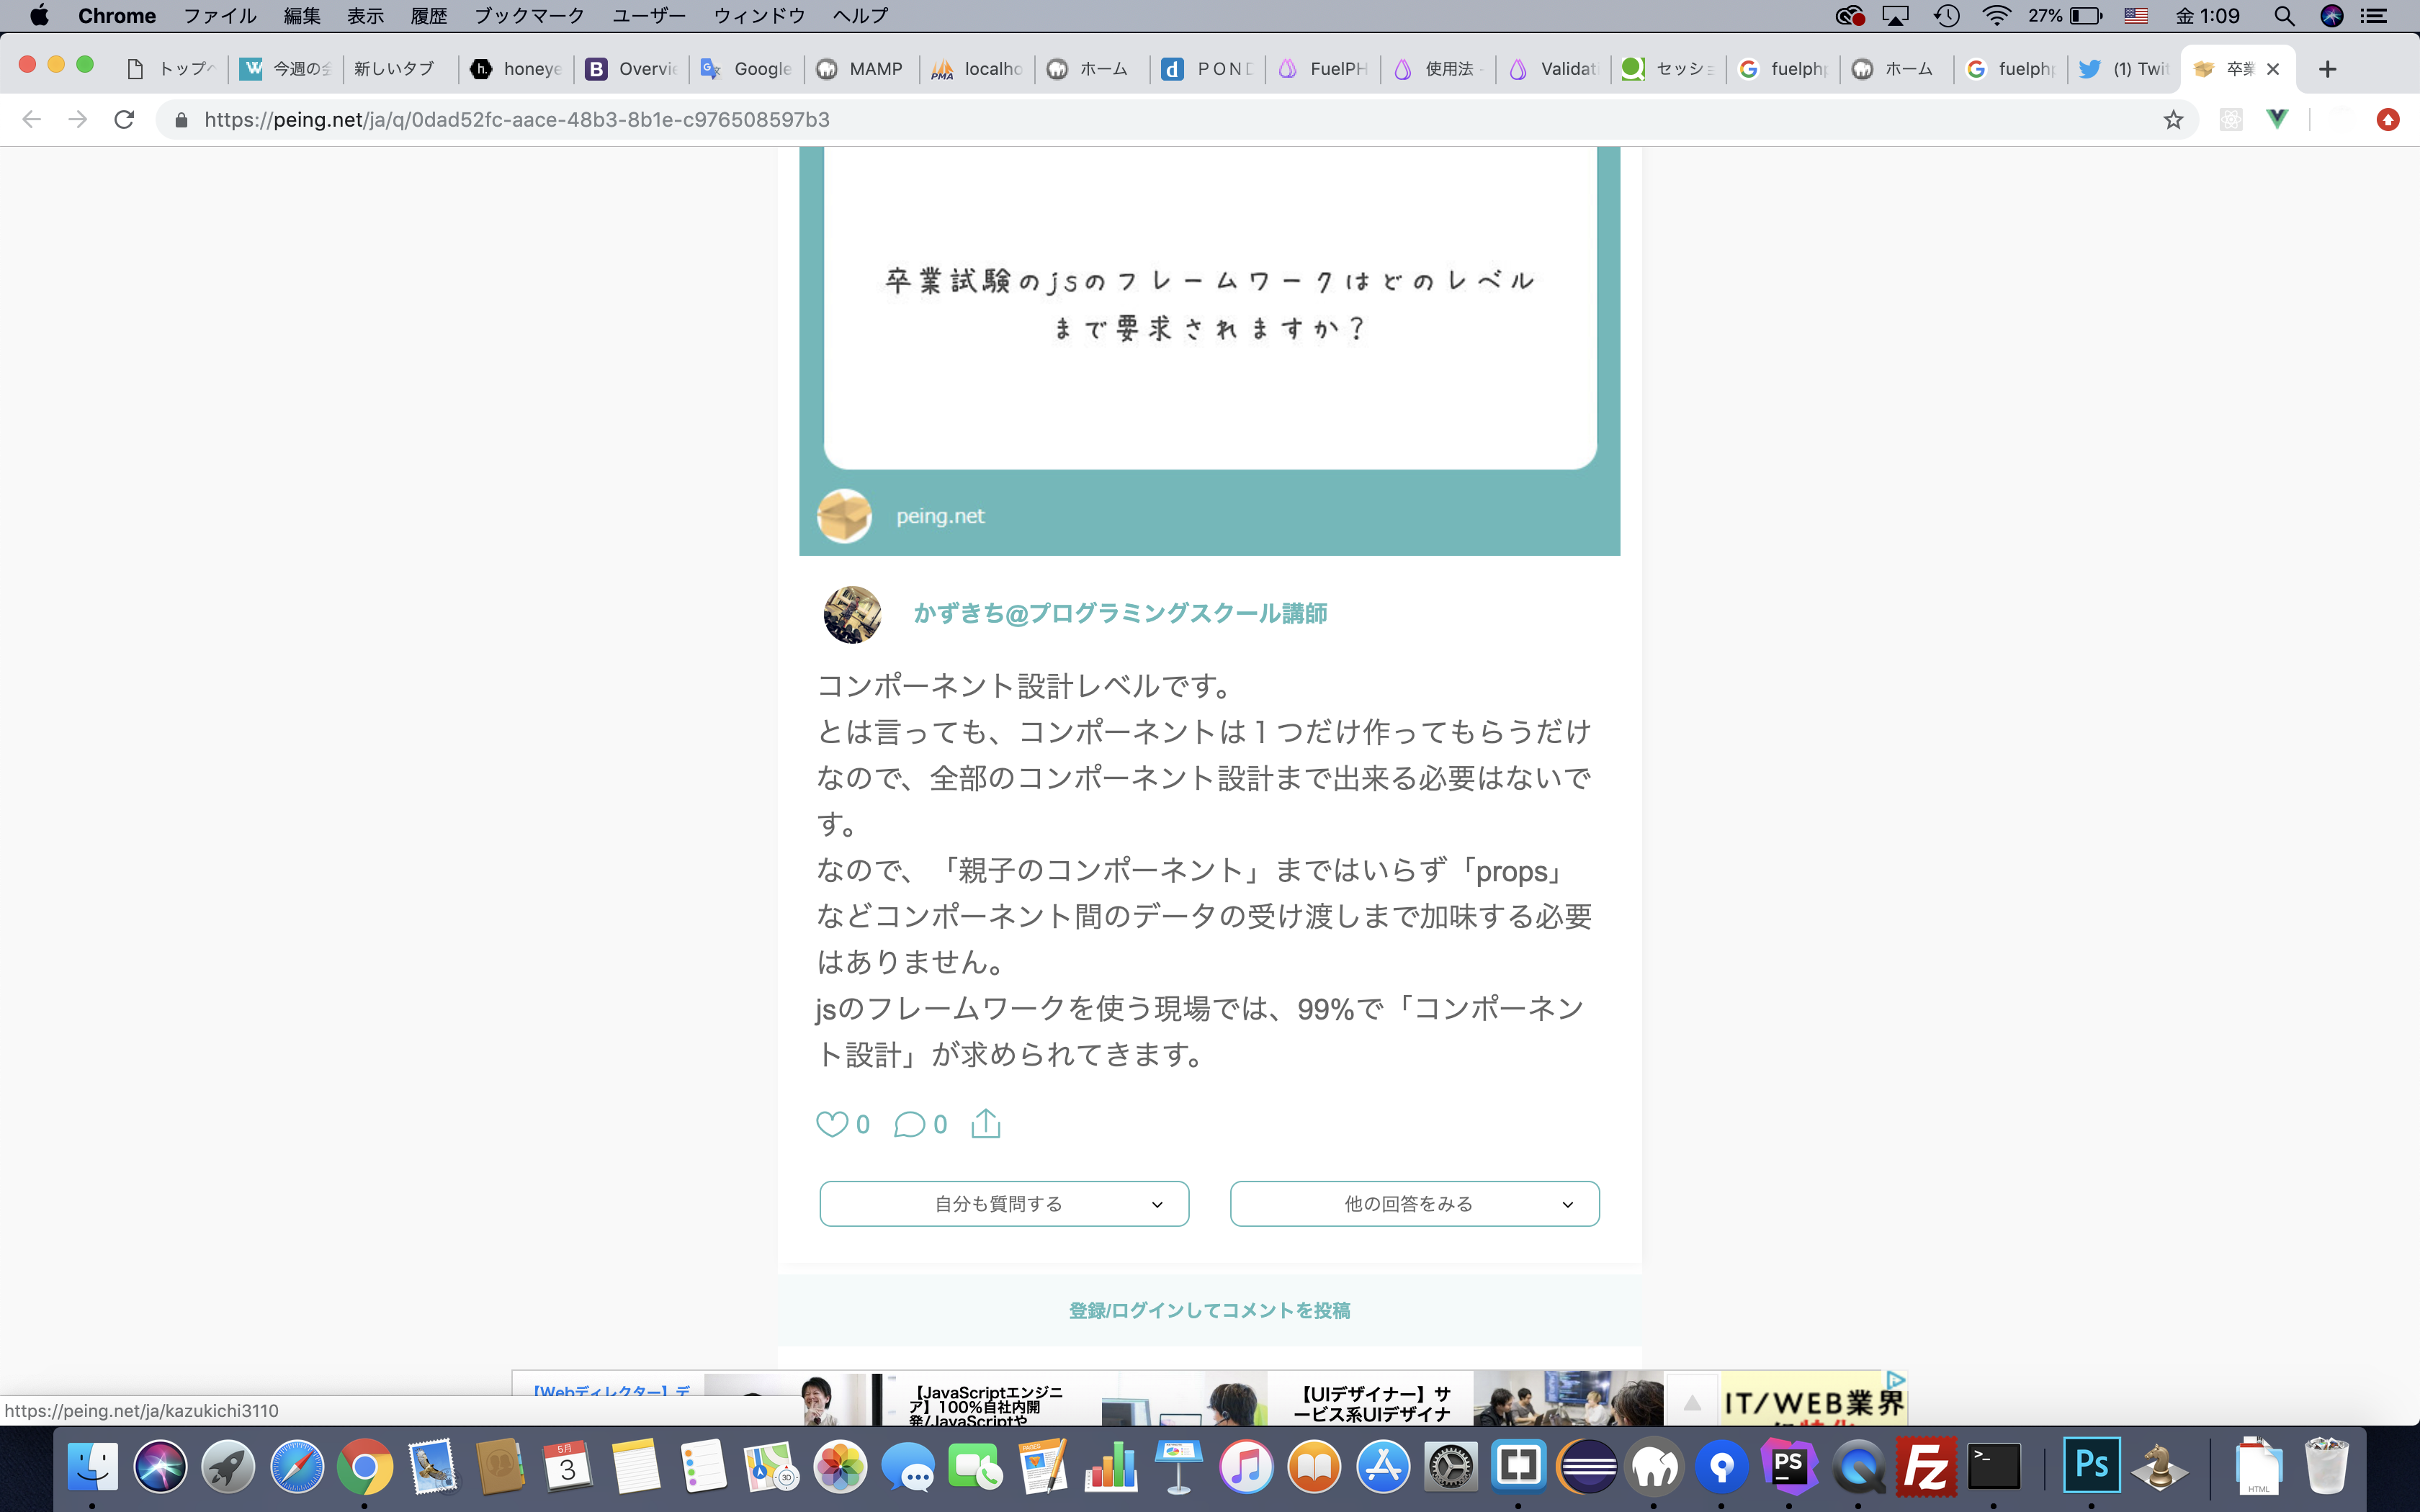 Chrome ファイル 編集 表示 履歴 ブックマーク ユーザー ウィンドウ ヘルプ 27% 金 1:09
トップペ 今週の会 新しいタブ honeye Overvie Google MAMP localho ホーム POND FuelPH 使用法 - Validati セッショ fuelphp ホーム fuelphp (1) Twit 卒業
https://peing.net/ja/q/0dad52fc-aace-48b3-8b1e-c976508597b3
卒業試験のjsのフレームワークはどのレベル
まで要求されますか？
peing.net
かずきち@プログラミングスクール講師
コンポーネント設計レベルです。
とは言っても、コンポーネントは１つだけ作ってもらうだけ
なので、全部のコンポーネント設計まで出来る必要はないで
す。
なので、「親子のコンポーネント」まではいらず「props」
などコンポーネント間のデータの受け渡しまで加味する必要
はありません。
jsのフレームワークを使う現場では、99%で「コンポーネン
ト設計」が求められてきます。
0 0
自分も質問する 他の回答をみる
登録/ログインしてコメントを投稿
【Webディレクター】デ
【JavaScriptエンジニ
ア】100%自社内開
発/JavaScriptや
【UIデザイナー】サ
ービス系UIデザイナ
IT/WEB業界
https://peing.net/ja/kazukichi3110
5月
3
PAGES
3D
PS
Fz
>_
Ps
HTML